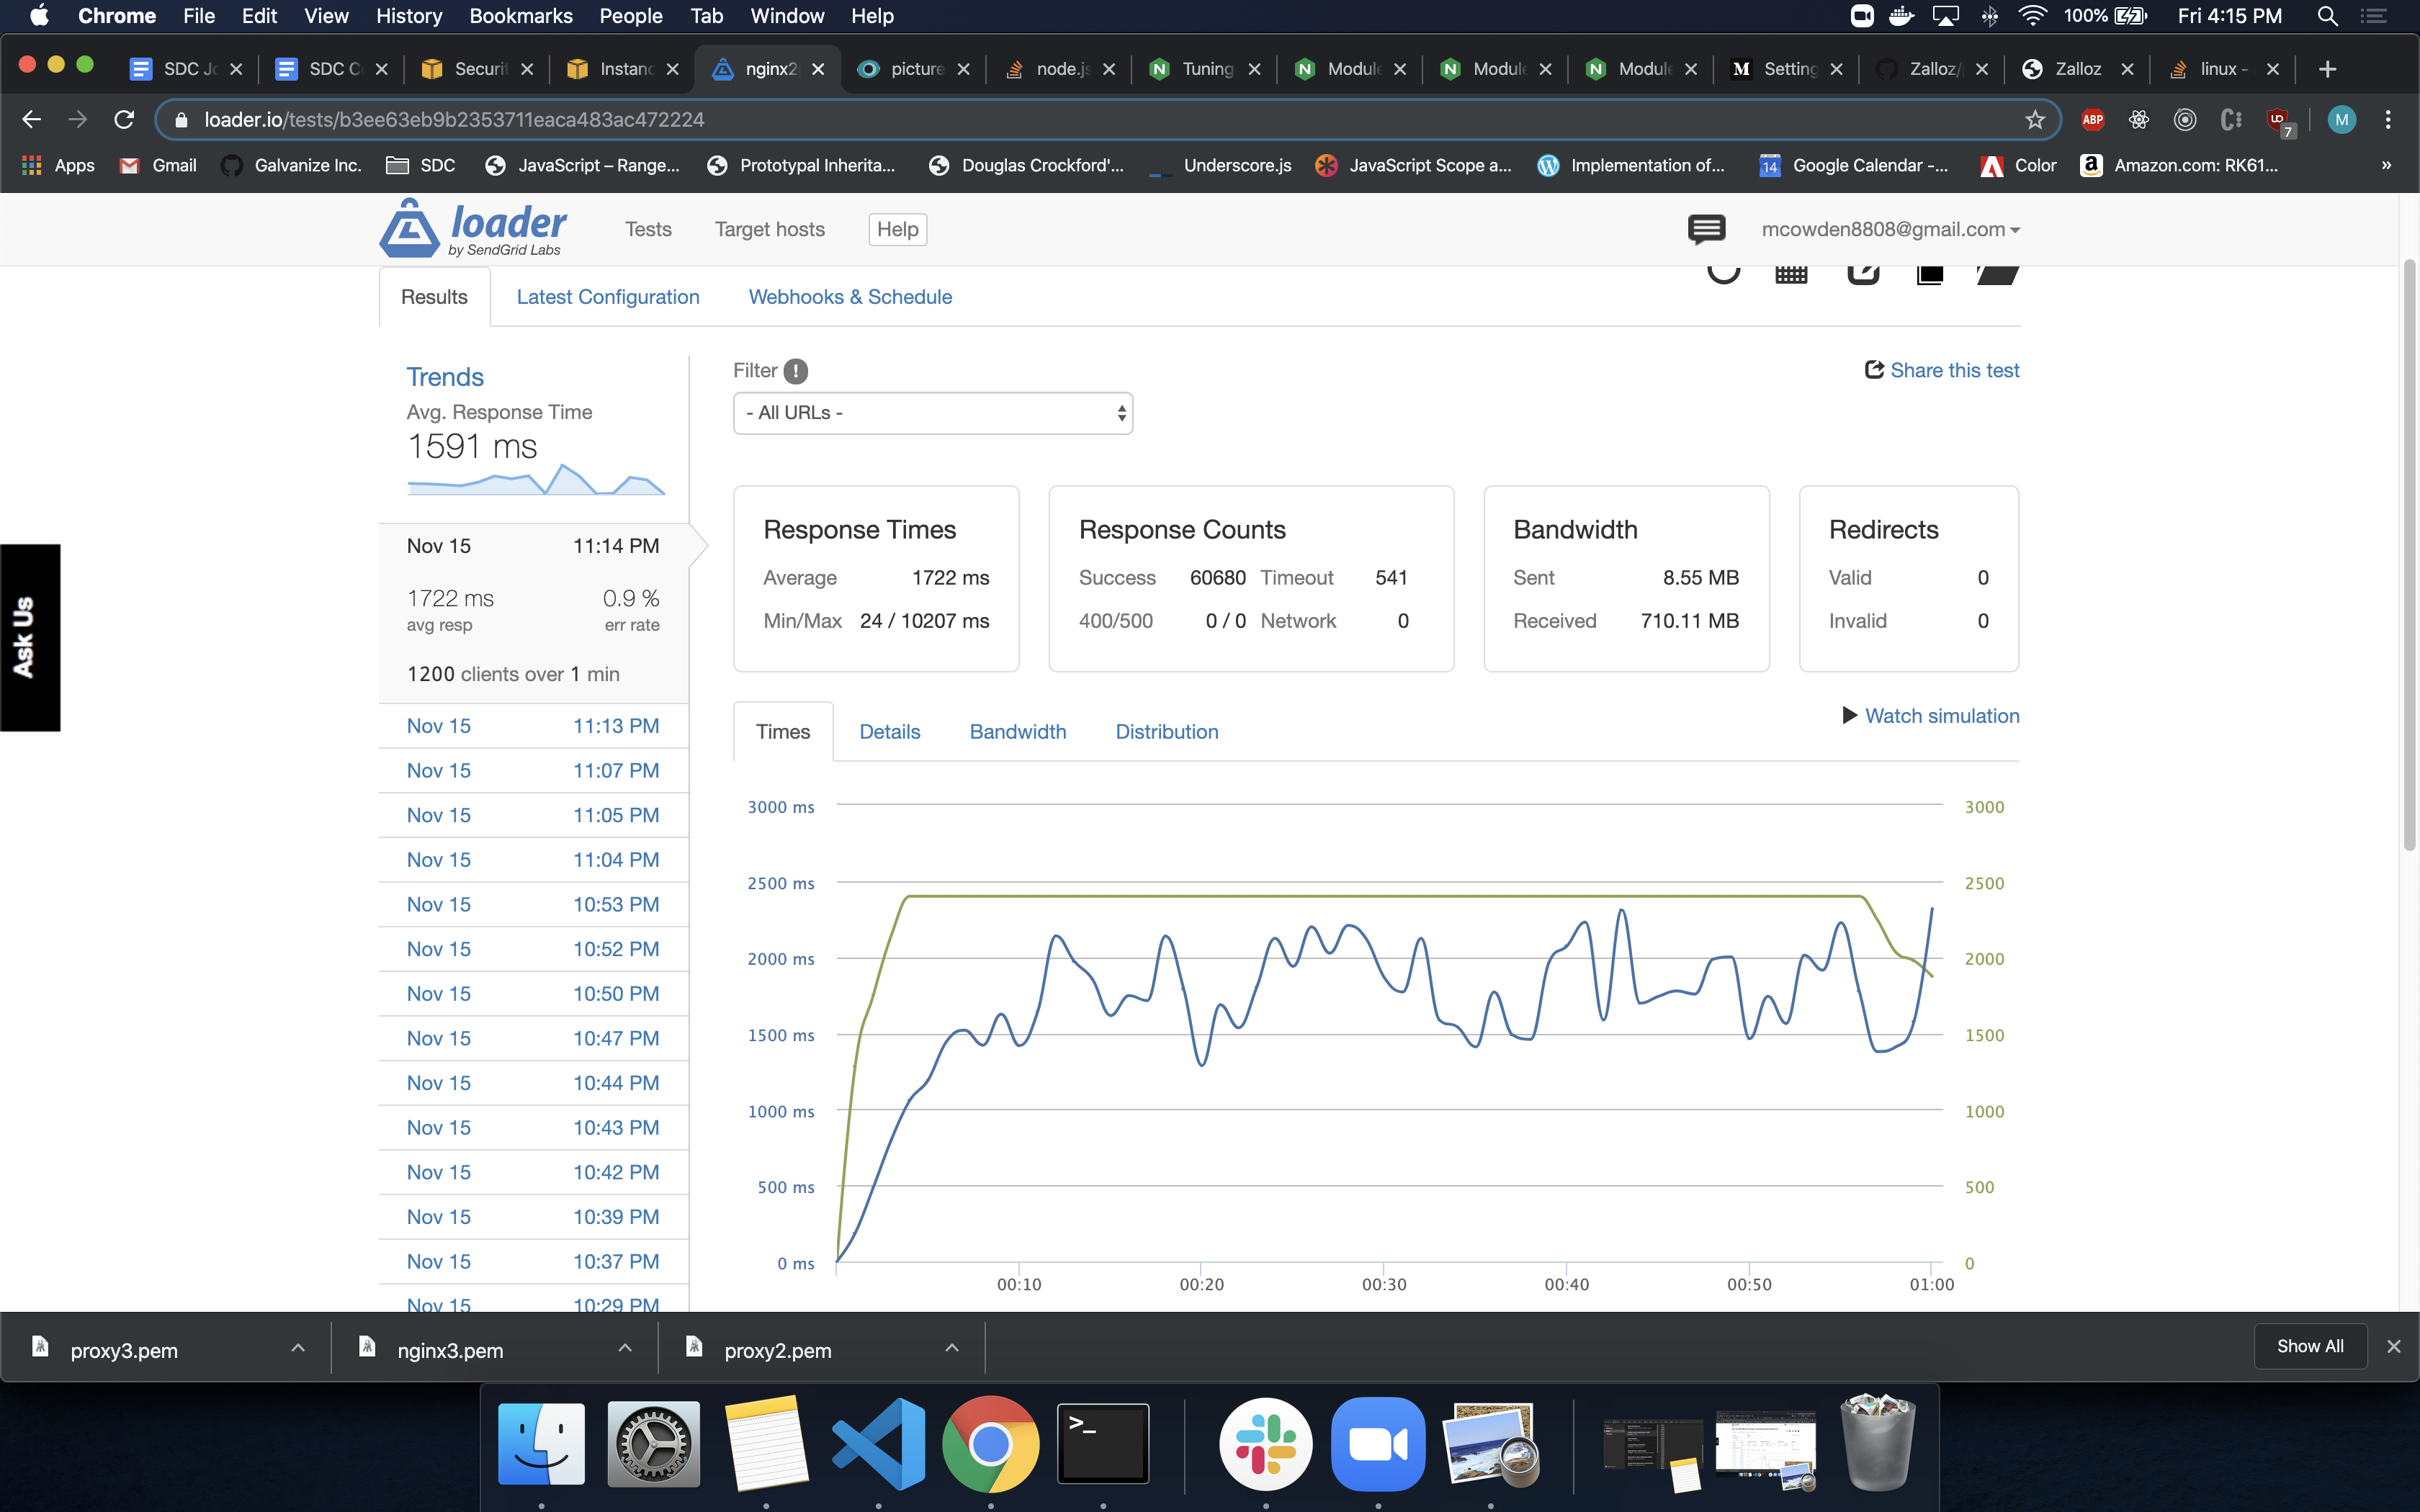 Chrome File Edit View History Bookmarks People Tab Window Help 100% Fri 4:15 PM
SDC Jo SDC C Securit Instanc nginx2 picture node.js Tuning Module Module Module M Setting Zalloz/ Zalloz linux -
loader.io/tests/b3ee63eb9b2353711eaca483ac472224 ABP 7 M
Apps Gmail Galvanize Inc. SDC JavaScript – Range... Prototypal Inherita... Douglas Crockford'... Underscore.js JavaScript Scope a... Implementation of... 14 Google Calendar -... Color Amazon.com: RK61... »
loader
by SendGrid Labs
Tests Target hosts Help mcowden8808@gmail.com
Results Latest Configuration Webhooks & Schedule
Trends
Avg. Response Time
1591 ms
Filter !
- All URLs -
Share this test
Nov 15 11:14 PM
1722 ms 0.9 %
avg resp err rate
1200 clients over 1 min
Nov 15 11:13 PM
Nov 15 11:07 PM
Nov 15 11:05 PM
Nov 15 11:04 PM
Nov 15 10:53 PM
Nov 15 10:52 PM
Nov 15 10:50 PM
Nov 15 10:47 PM
Nov 15 10:44 PM
Nov 15 10:43 PM
Nov 15 10:42 PM
Nov 15 10:39 PM
Nov 15 10:37 PM
Nov 15 10:29 PM
Ask Us
Response Times
Average 1722 ms
Min/Max 24 / 10207 ms
Response Counts
Success 60680 Timeout 541
400/500 0 / 0 Network 0
Bandwidth
Sent 8.55 MB
Received 710.11 MB
Redirects
Valid 0
Invalid 0
Watch simulation
Times Details Bandwidth Distribution
3000 ms 3000
2500 ms 2500
2000 ms 2000
1500 ms 1500
1000 ms 1000
500 ms 500
0 ms 0
00:10 00:20 00:30 00:40 00:50 01:00
proxy3.pem nginx3.pem proxy2.pem Show All
>_